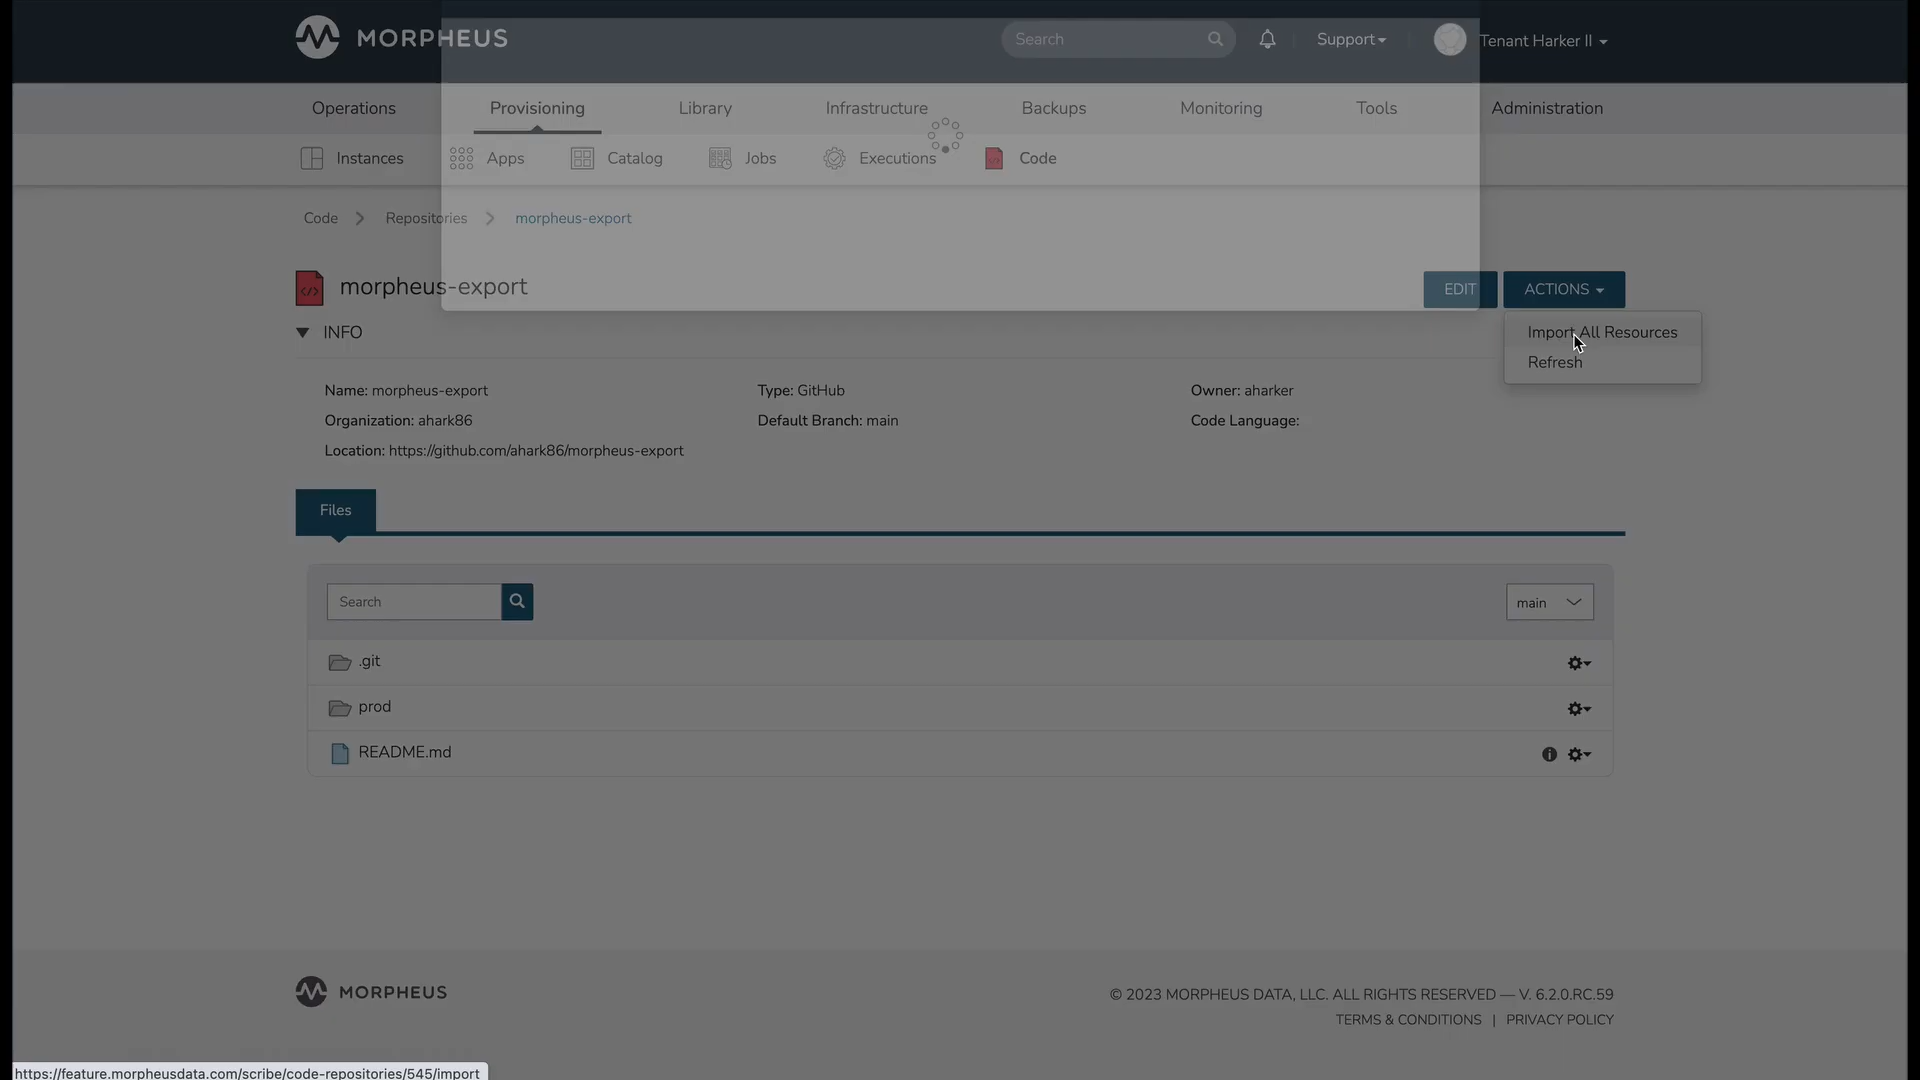 MORPHEUS
Search
Support
Tenant Harker II
Operations
Provisioning
Library
Infrastructure
Backups
Monitoring
Tools
Administration
Instances
Apps
Catalog
Jobs
Executions
Code
Code
Repositories
morpheus-export
morpheus-export
EDIT
ACTIONS
Import All Resources
Refresh
INFO
Name: morpheus-export
Type: GitHub
Owner: aharker
Organization: ahark86
Default Branch: main
Code Language:
Location: https://github.com/ahark86/morpheus-export
Files
Search
main
.git
prod
README.md
MORPHEUS
© 2023 MORPHEUS DATA, LLC. ALL RIGHTS RESERVED — V. 6.2.0.RC.59
TERMS & CONDITIONS | PRIVACY POLICY
https://feature.morpheusdata.com/scribe/code-repositories/545/import